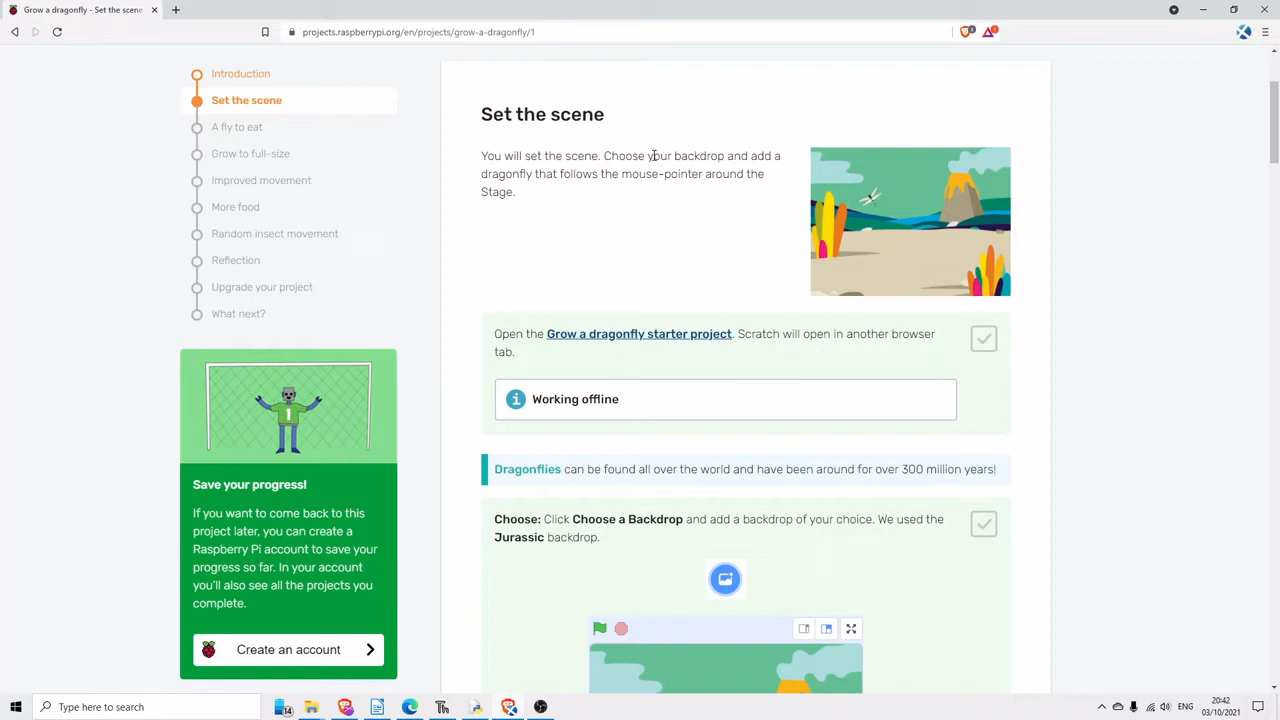 Grow a dragonfly - Set the scene
projects.raspberrypi.org/en/projects/grow-a-dragonfly/1
Introduction
Set the scene
A fly to eat
Grow to full-size
Improved movement
More food
Random insect movement
Reflection
Upgrade your project
What next?
1
Save your progress!
If you want to come back to this
project later, you can create a
Raspberry Pi account to save your
progress so far. In your account
you'll also see all the projects you
complete.
Create an account
Set the scene
You will set the scene. Choose your backdrop and add a
dragonfly that follows the mouse-pointer around the
Stage.
Open the Grow a dragonfly starter project. Scratch will open in another browser
tab.
Working offline
Dragonflies can be found all over the world and have been around for over 300 million years!
Choose: Click Choose a Backdrop and add a backdrop of your choice. We used the
Jurassic backdrop.
Type here to search
14
ENG
20:42
03/10/2021